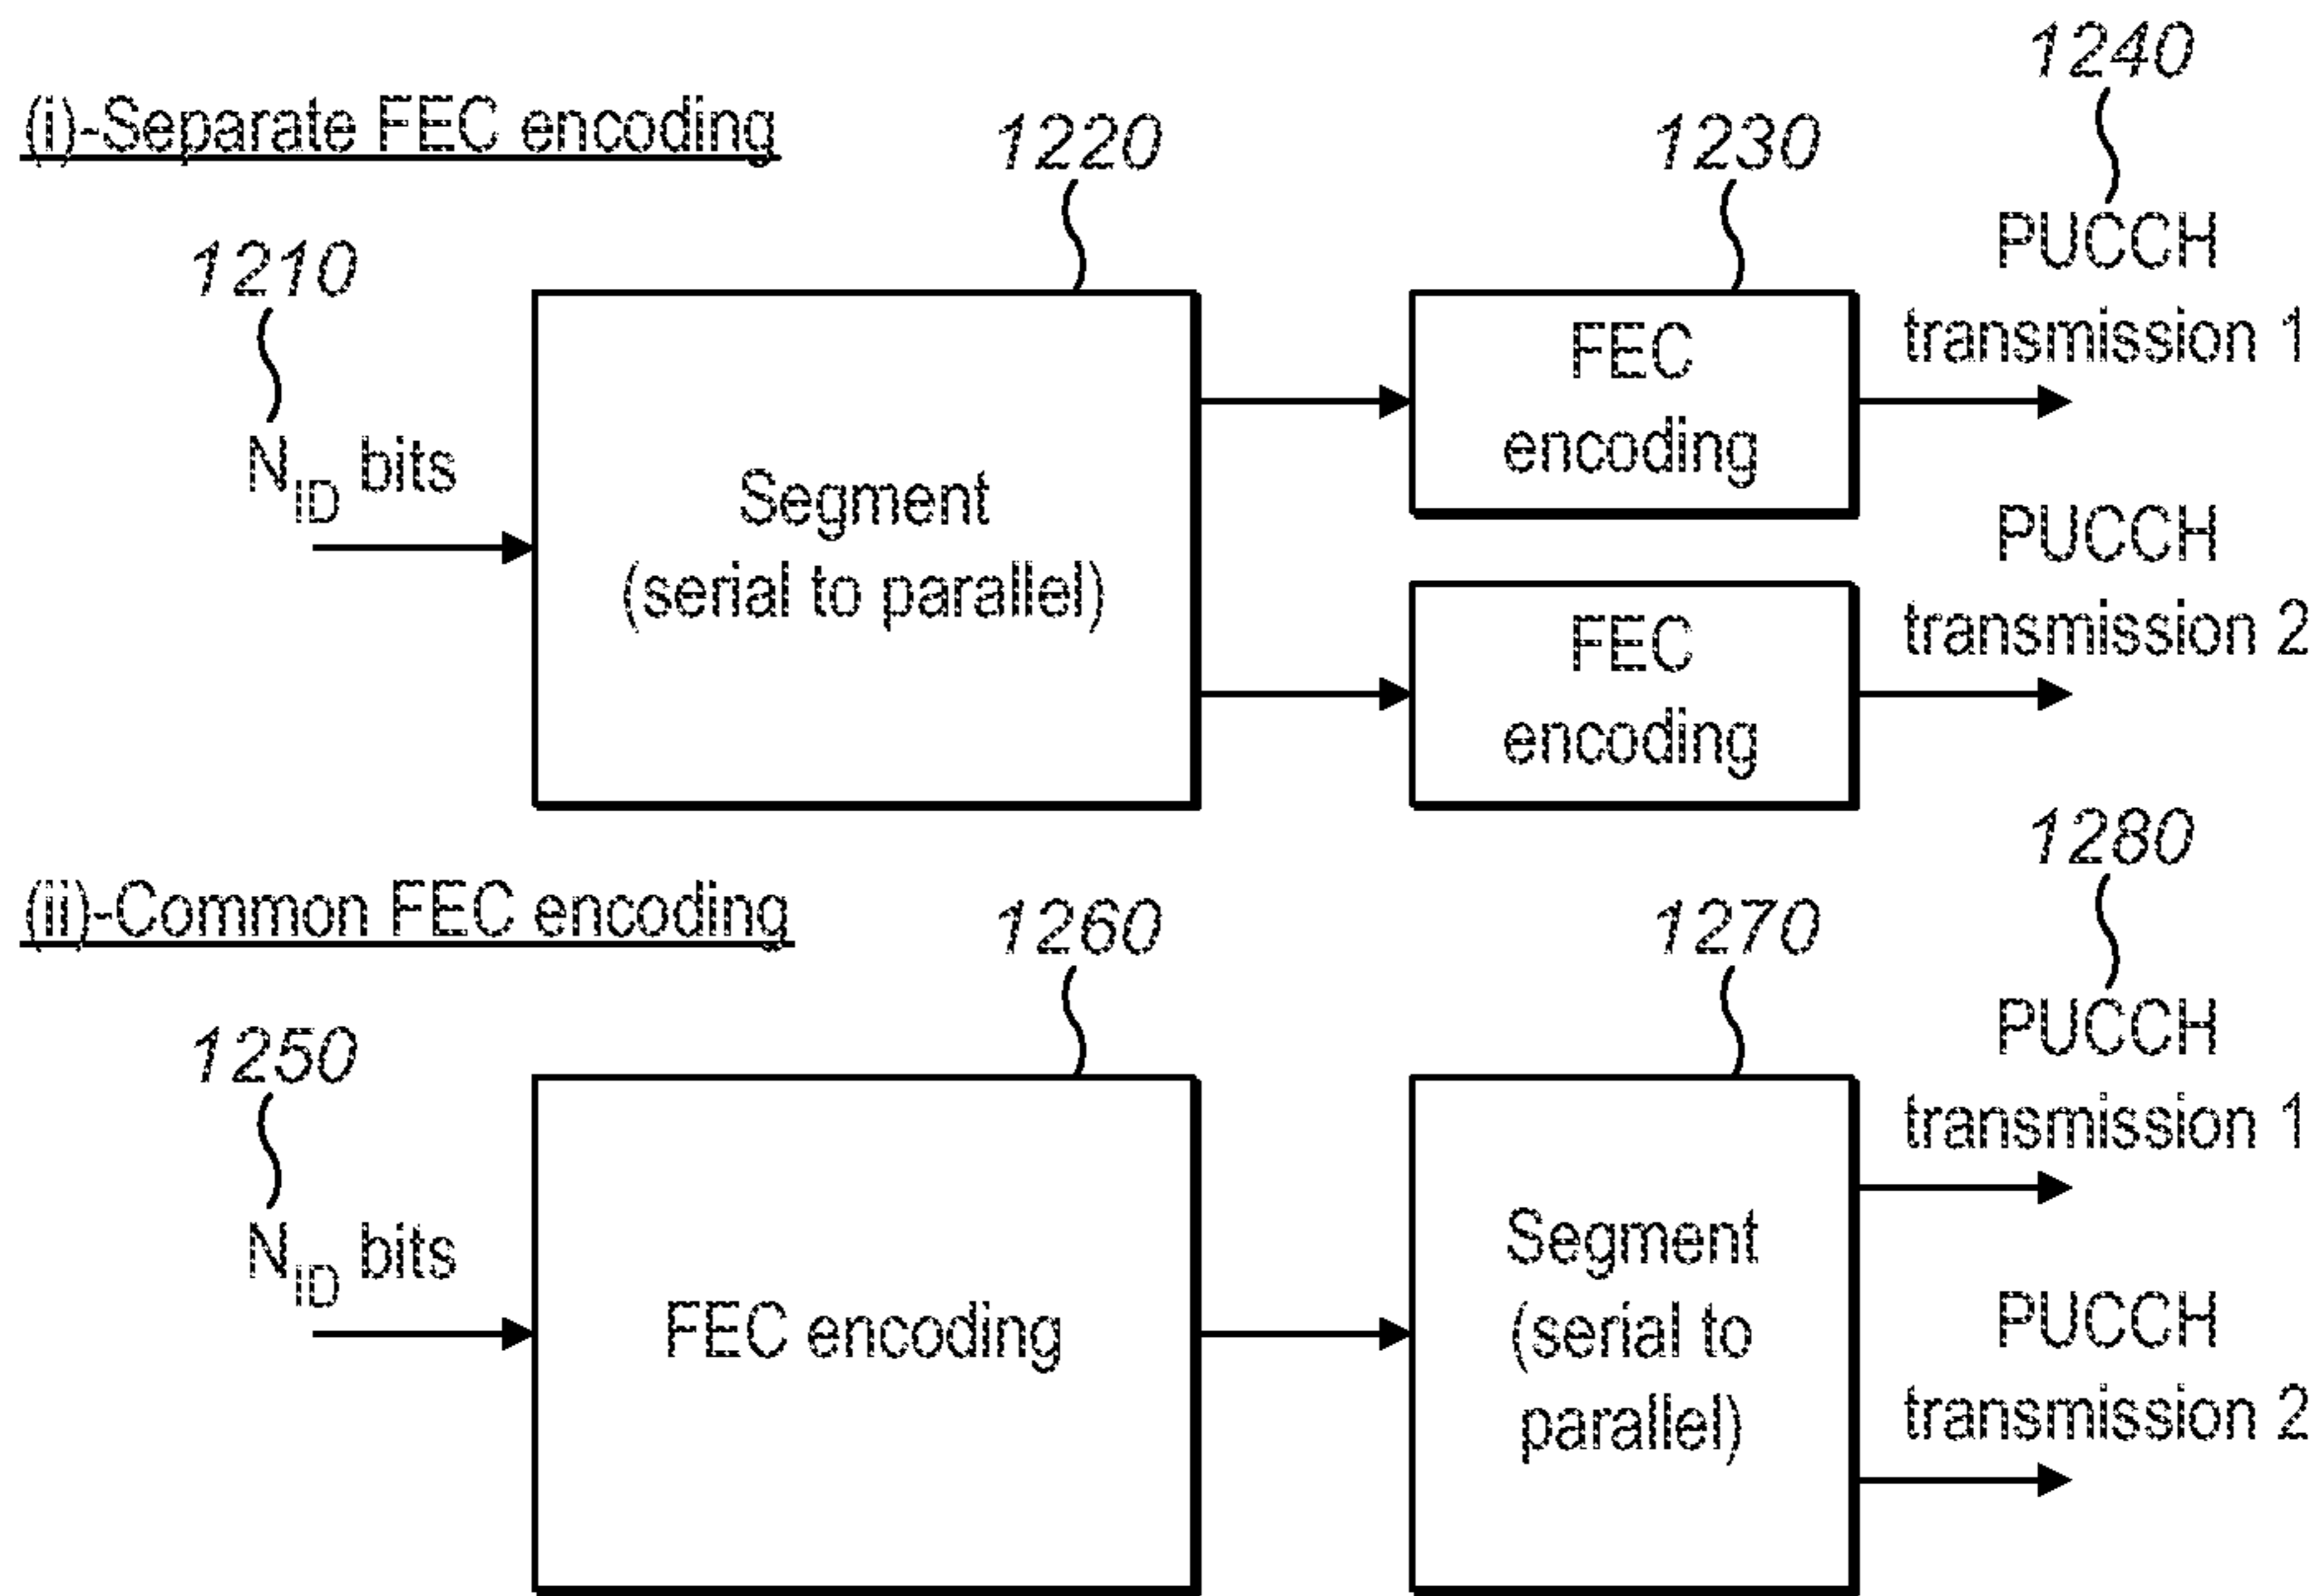 1240
(i)-Separate FEC encoding
1220
1230
1210
PUCCH
transmission 1
N_ID bits
Segment
(serial to parallel)
FEC
encoding
PUCCH
transmission 2
FEC
encoding
1280
(ii)-Common FEC encoding
1260
1270
1250
PUCCH
transmission 1
N_ID bits
FEC encoding
Segment
(serial to
parallel)
PUCCH
transmission 2